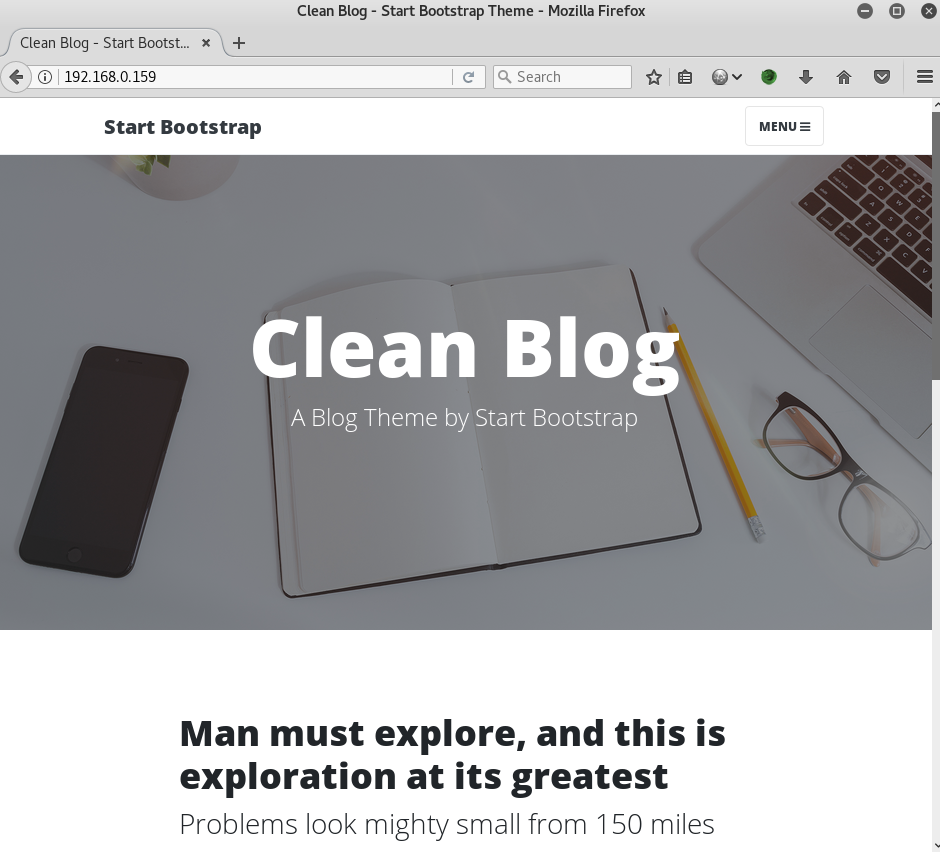 Clean Blog - Start Bootstrap Theme - Mozilla Firefox
Clean Blog - Start Bootst...
192.168.0.159
Search
Start Bootstrap
MENU
Clean Blog
A Blog Theme by Start Bootstrap
Man must explore, and this is
exploration at its greatest
Problems look mighty small from 150 miles